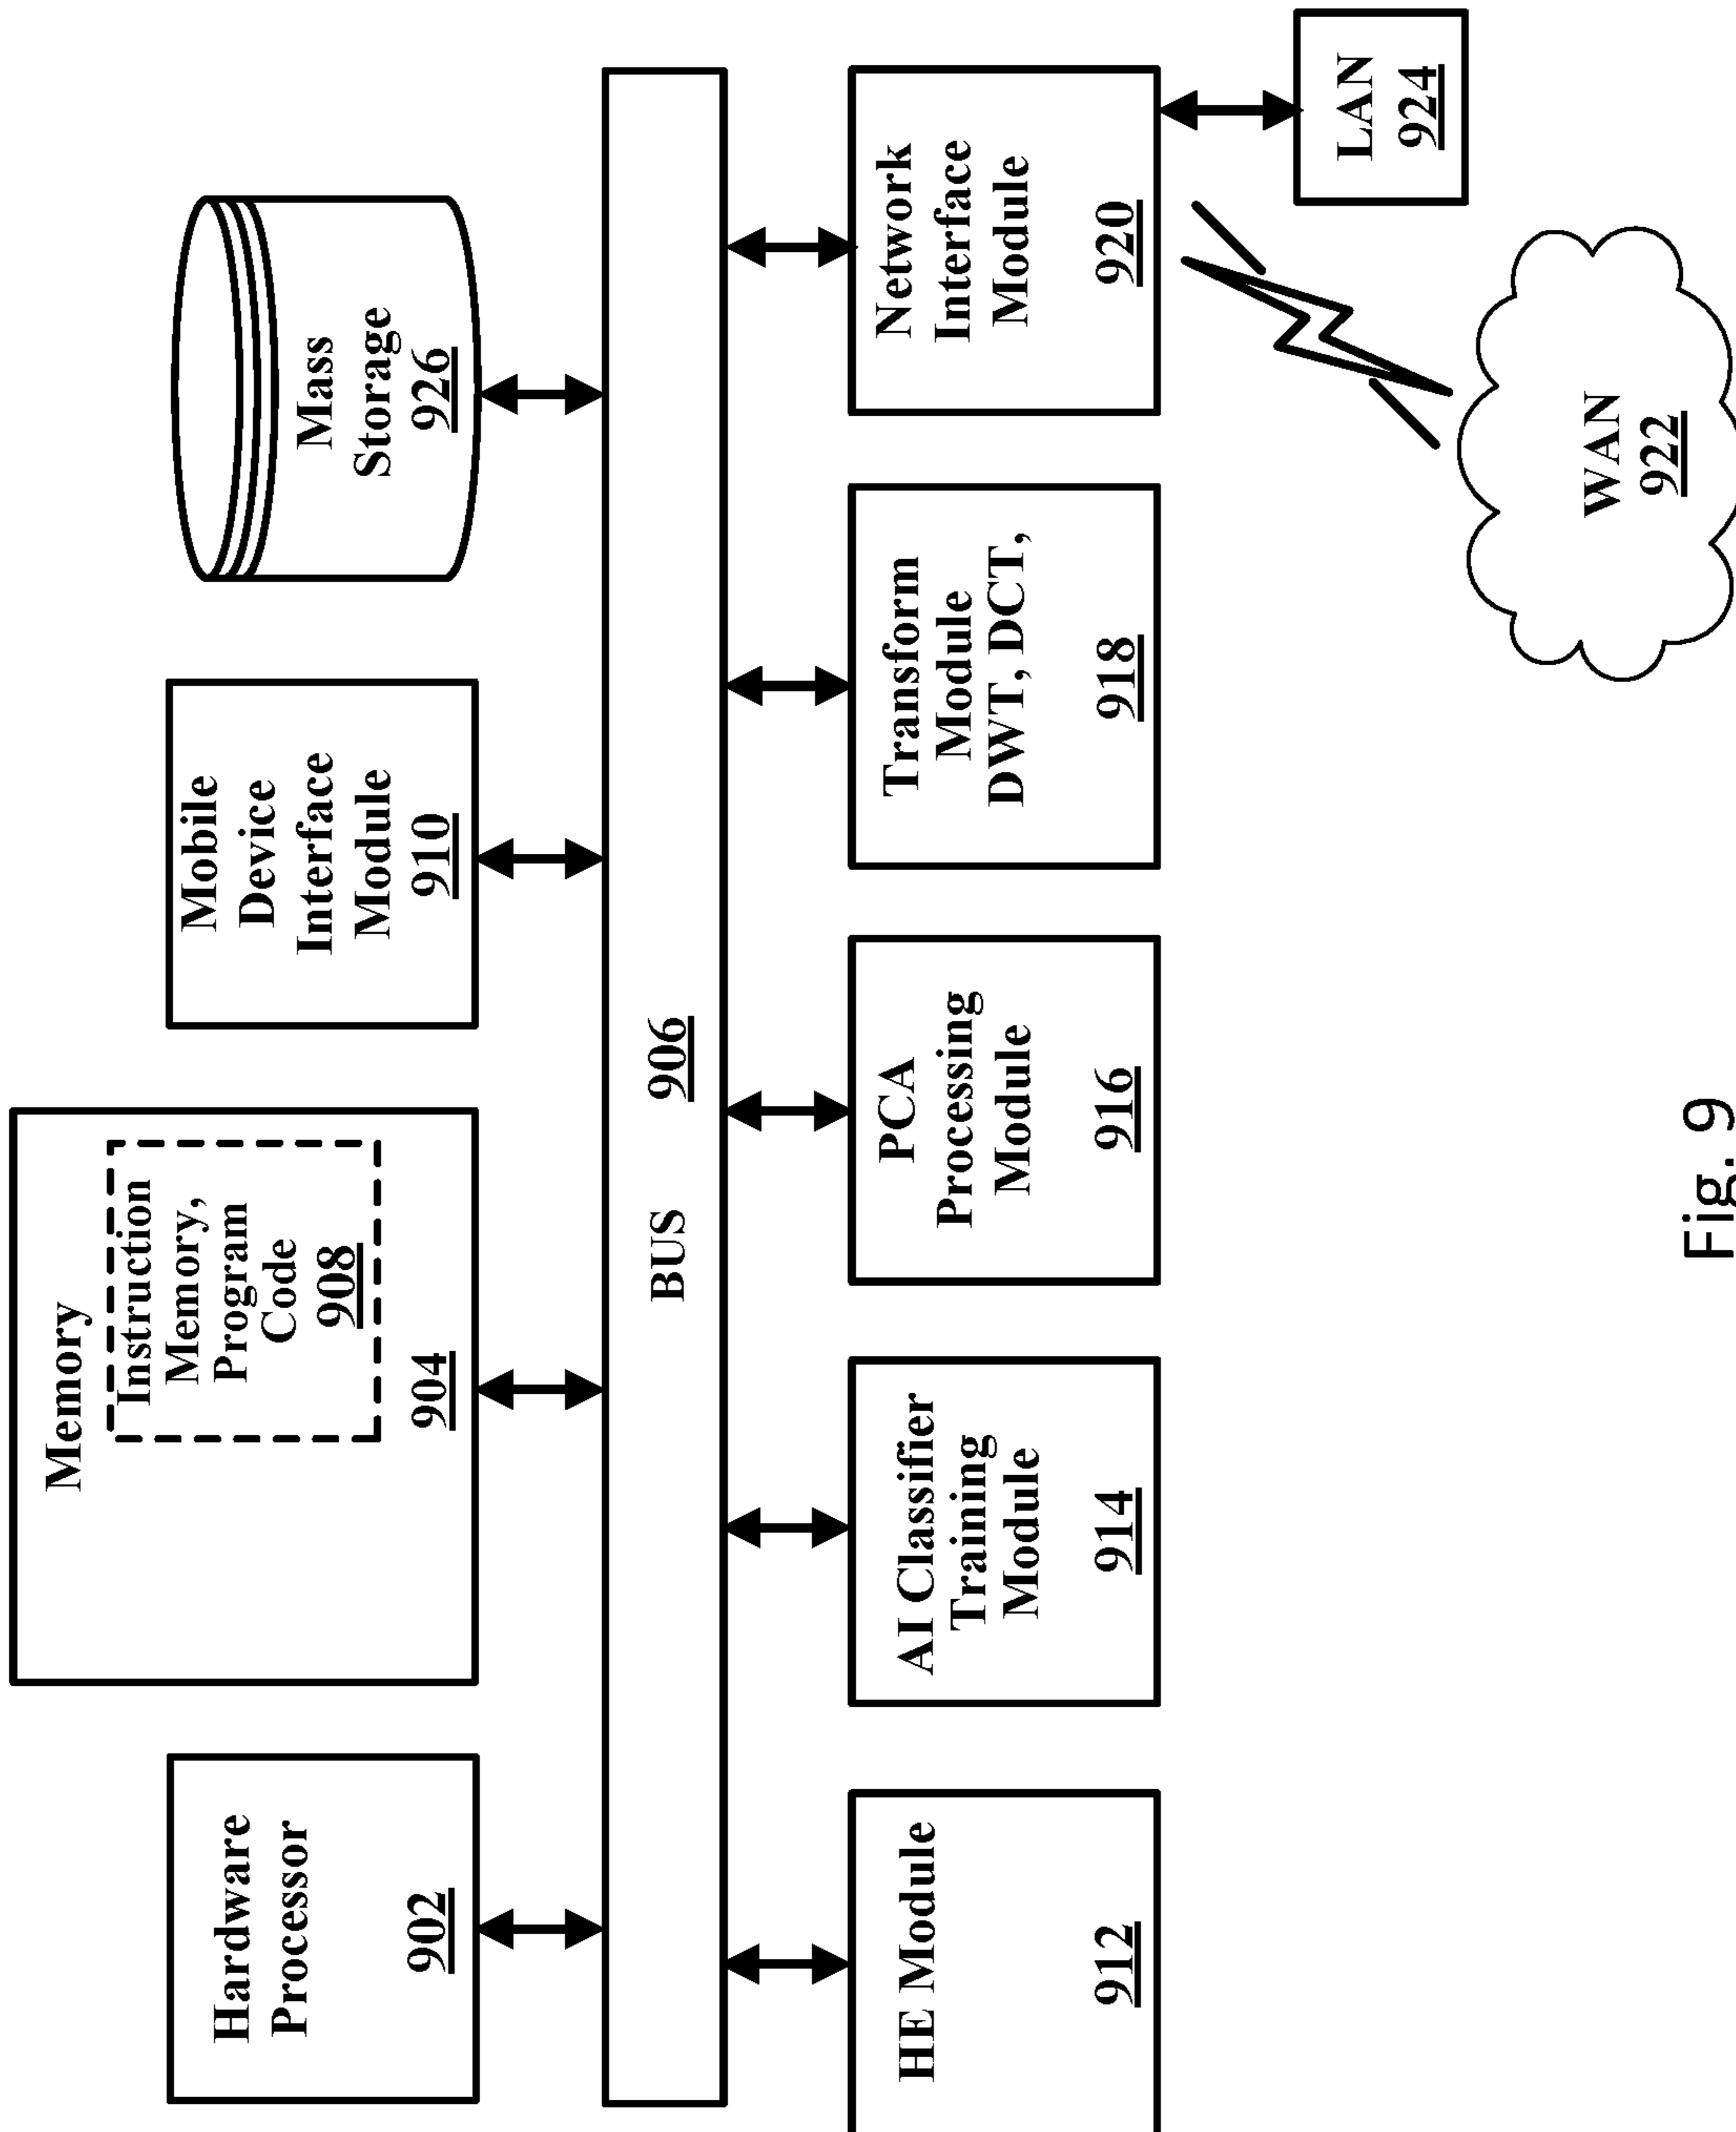 Memory
Instruction
Memory,
Program
Code
908
904
Hardware
Processor
902
Mobile
Device
Interface
Module
910
Mass
Storage
926
BUS 906
HE Module
912
AI Classifier
Training
Module
914
PCA
Processing
Module
916
Transform
Module
DWT, DCT,
918
Network
Interface
Module
920
LAN
924
WAN
922
Fig. 9